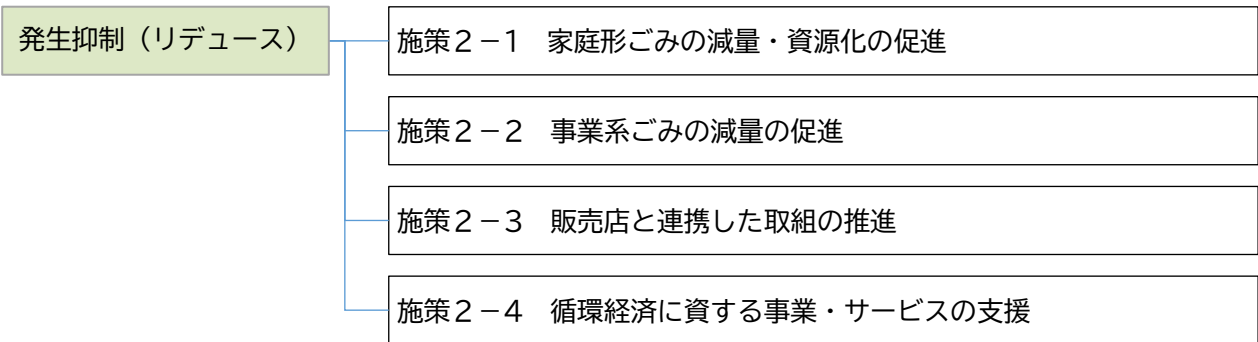 発生抑制（リデュース）
施策２－１　家庭形ごみの減量・資源化の促進
施策２－２　事業系ごみの減量の促進
施策２－３　販売店と連携した取組の推進
施策２－４　循環経済に資する事業・サービスの支援